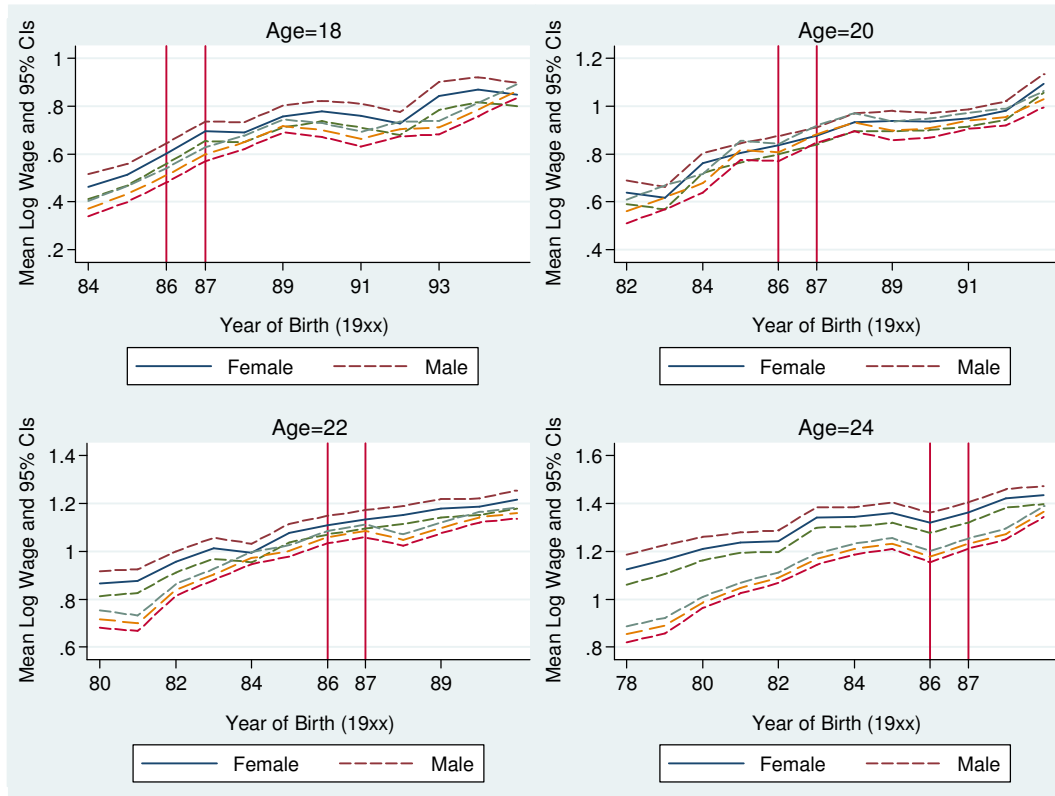 Age=18
Mean Log Wage and 95% CIs
1
.8
.6
.4
.2
84 86 87 89 91 93
Year of Birth (19xx)
Female Male
Age=20
Mean Log Wage and 95% CIs
1.2
1
.8
.6
.4
82 84 86 87 89 91
Year of Birth (19xx)
Female Male
Age=22
Mean Log Wage and 95% CIs
1.4
1.2
1
.8
.6
80 82 84 86 87 89
Year of Birth (19xx)
Female Male
Age=24
Mean Log Wage and 95% CIs
1.6
1.4
1.2
1
.8
78 80 82 84 86 87
Year of Birth (19xx)
Female Male